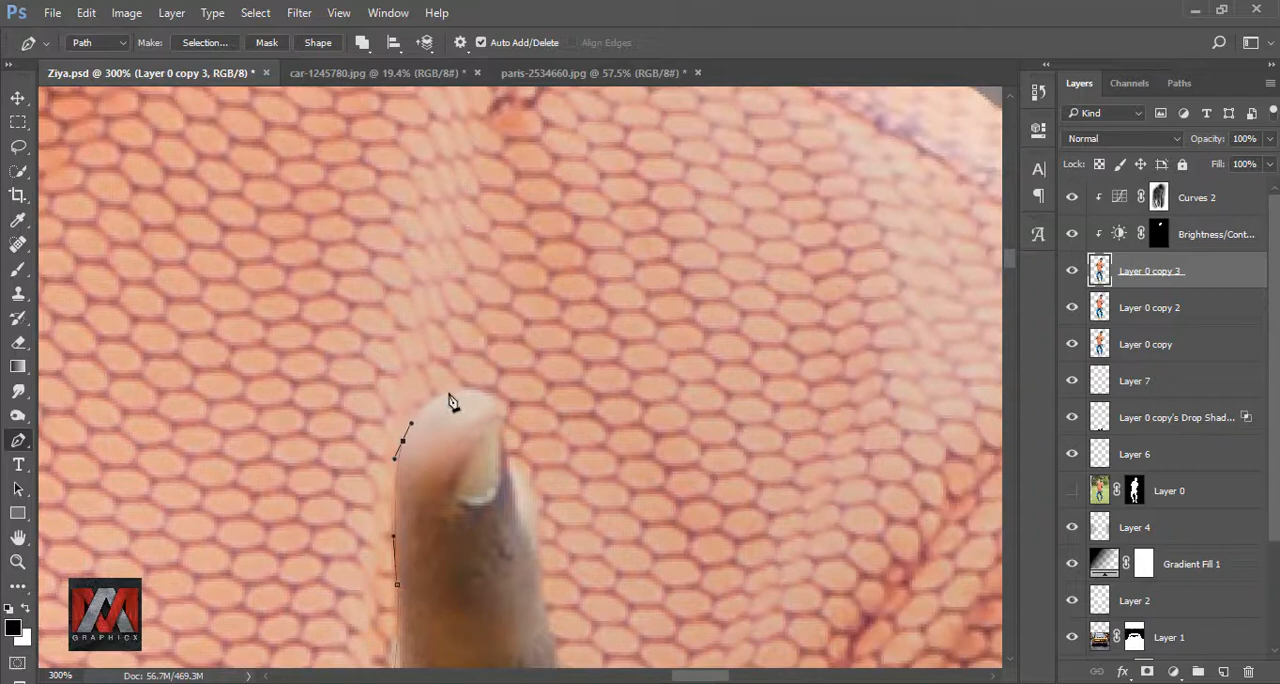 Ps File Edit Image Layer Type Select Filter 3D View Window Help
Path Make: Selection... Mask Shape Auto Add/Delete Align Edges
Ziya.psd @ 300% (Layer 0 copy 3, RGB/8) * × car-1245780.jpg @ 19.4% (RGB/8#) * × paris-2534660.jpg @ 57.5% (RGB/8#) * ×
Layers Channels Paths
Kind
Normal Opacity: 100%
Lock: Fill: 100%
Curves 2
Brightness/Cont...
Layer 0 copy 3
Layer 0 copy 2
Layer 0 copy
Layer 7
Layer 0 copy's Drop Shad...
Layer 6
Layer 0
Layer 4
Gradient Fill 1
Layer 2
Layer 1
GRAPHICX
300% Doc: 56.7M/469.3M